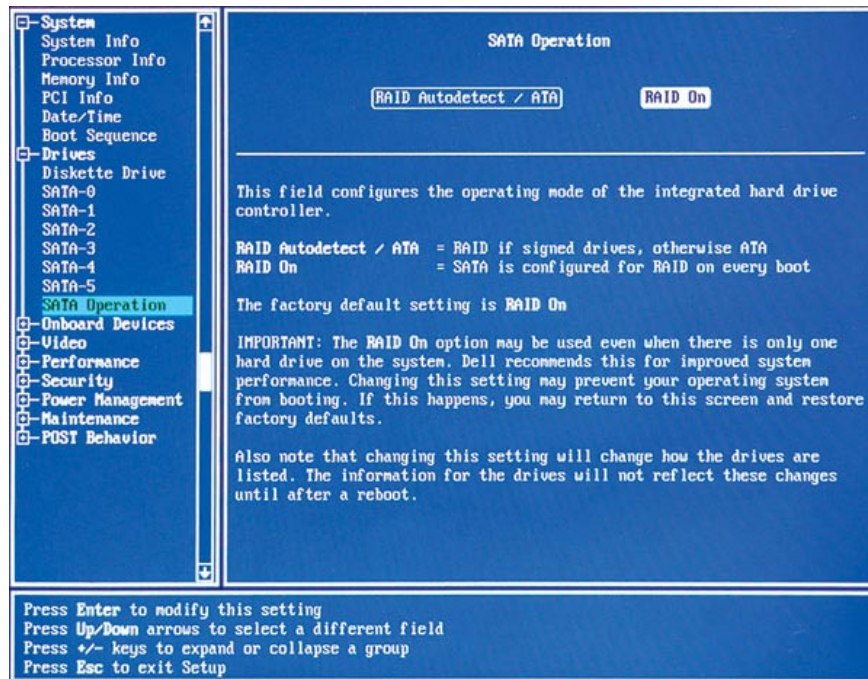 System
System Info
Processor Info
Memory Info
PCI Info
Date/Time
Boot Sequence
Drives
Diskette Drive
SATA-0
SATA-1
SATA-2
SATA-3
SATA-4
SATA-5
SATA Operation
Onboard Devices
Video
Performance
Security
Power Management
Maintenance
POST Behavior
SATA Operation
RAID Autodetect / ATA RAID On
This field configures the operating mode of the integrated hard drive
controller.
RAID Autodetect / ATA = RAID if signed drives, otherwise ATA
RAID On = SATA is configured for RAID on every boot
The factory default setting is RAID On
IMPORTANT: The RAID On option may be used even when there is only one
hard drive on the system. Dell recommends this for improved system
performance. Changing this setting may prevent your operating system
from booting. If this happens, you may return to this screen and restore
factory defaults.
Also note that changing this setting will change how the drives are
listed. The information for the drives will not reflect these changes
until after a reboot.
Press Enter to modify this setting
Press Up/Down arrows to select a different field
Press +/- keys to expand or collapse a group
Press Esc to exit Setup